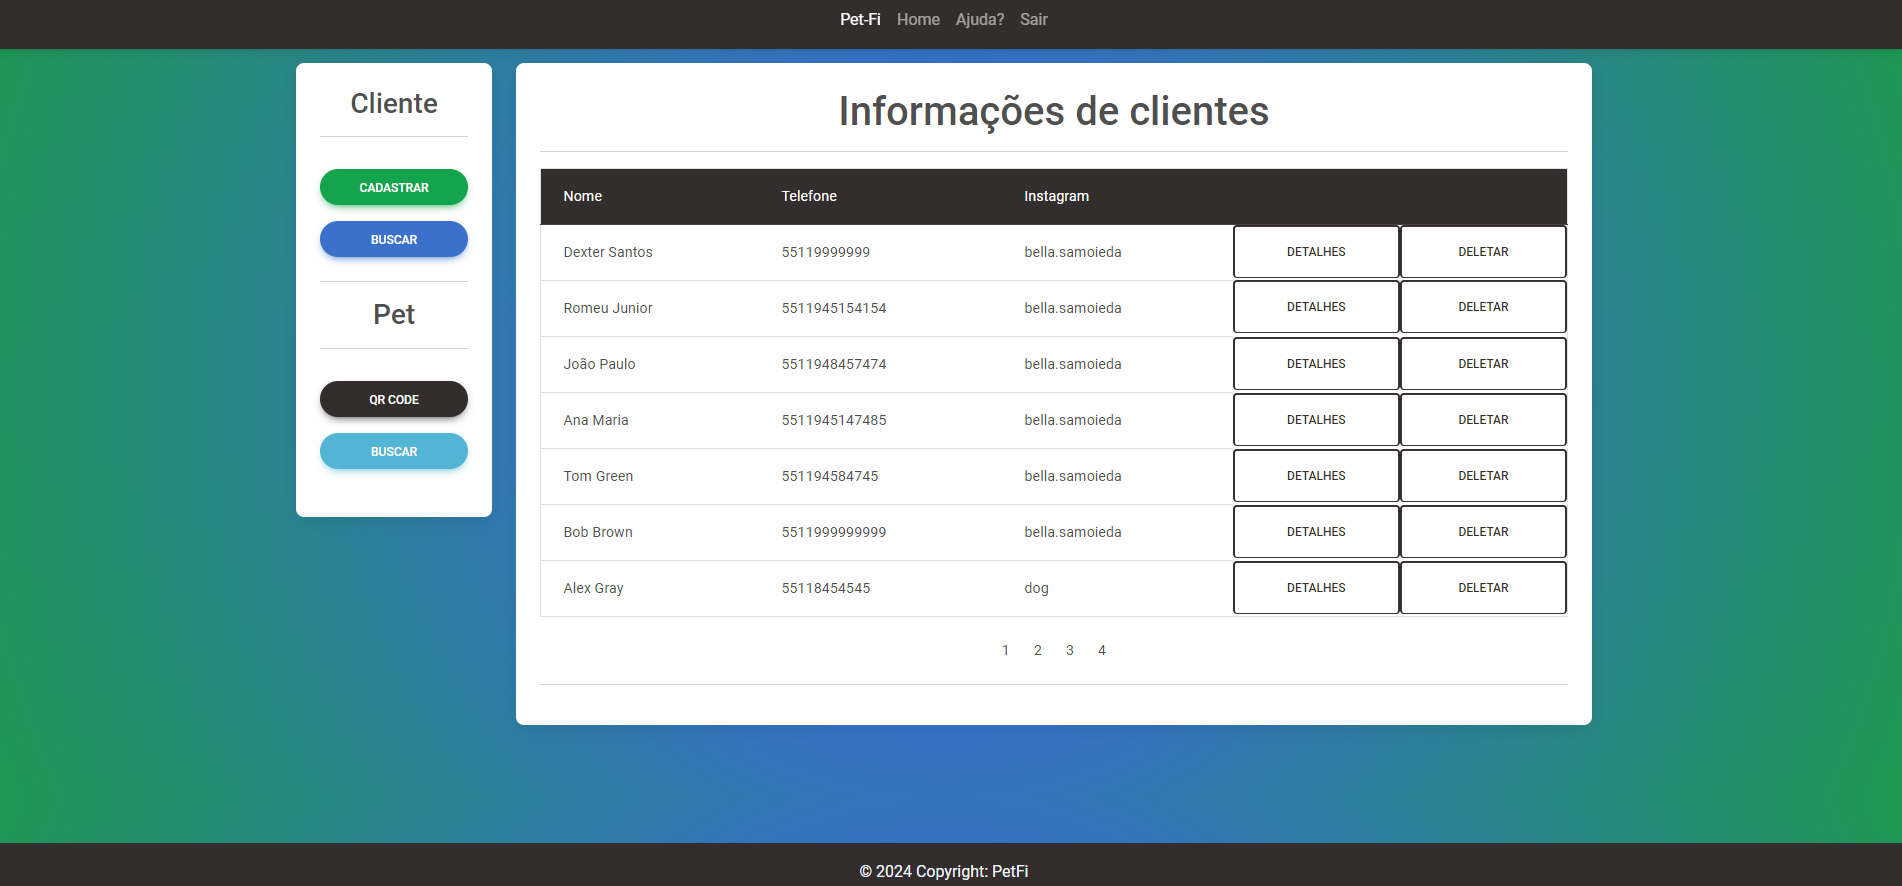 Pet-Fi Home Ajuda? Sair
Cliente
CADASTRAR
BUSCAR
Pet
QR CODE
BUSCAR
Informações de clientes
Nome Telefone Instagram
Dexter Santos 55119999999 bella.samoieda DETALHES DELETAR
Romeu Junior 5511945154154 bella.samoieda DETALHES DELETAR
João Paulo 5511948457474 bella.samoieda DETALHES DELETAR
Ana Maria 5511945147485 bella.samoieda DETALHES DELETAR
Tom Green 551194584745 bella.samoieda DETALHES DELETAR
Bob Brown 5511999999999 bella.samoieda DETALHES DELETAR
Alex Gray 55118454545 dog DETALHES DELETAR
1 2 3 4
© 2024 Copyright: PetFi